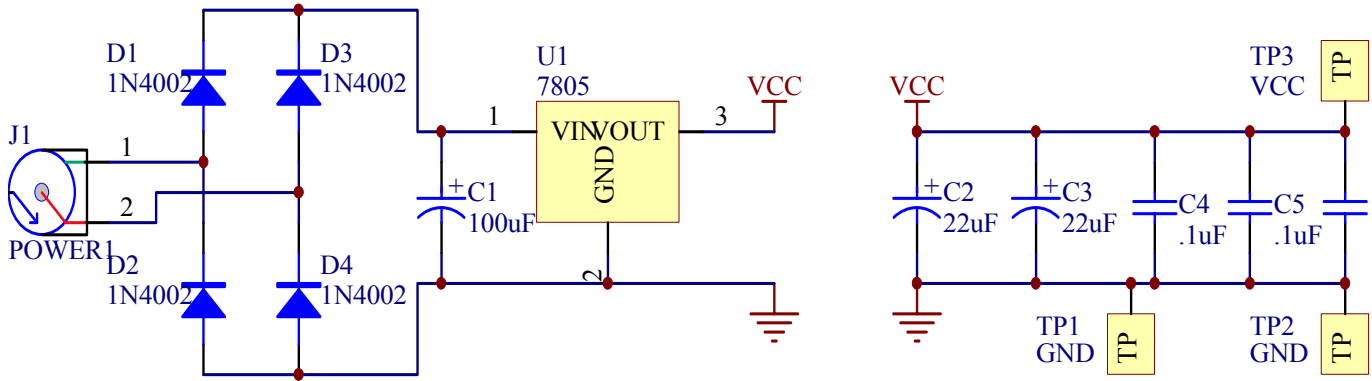 D1
1N4002
D3
1N4002
U1
7805
VCC
VCC
TP3
VCC
TP
J1
1
2
POWER1
1
VIN
VOUT
GND
3
2
C1
100uF
C2
22uF
C3
22uF
C4
.1uF
C5
.1uF
D2
1N4002
D4
1N4002
TP1
GND
TP
TP2
GND
TP